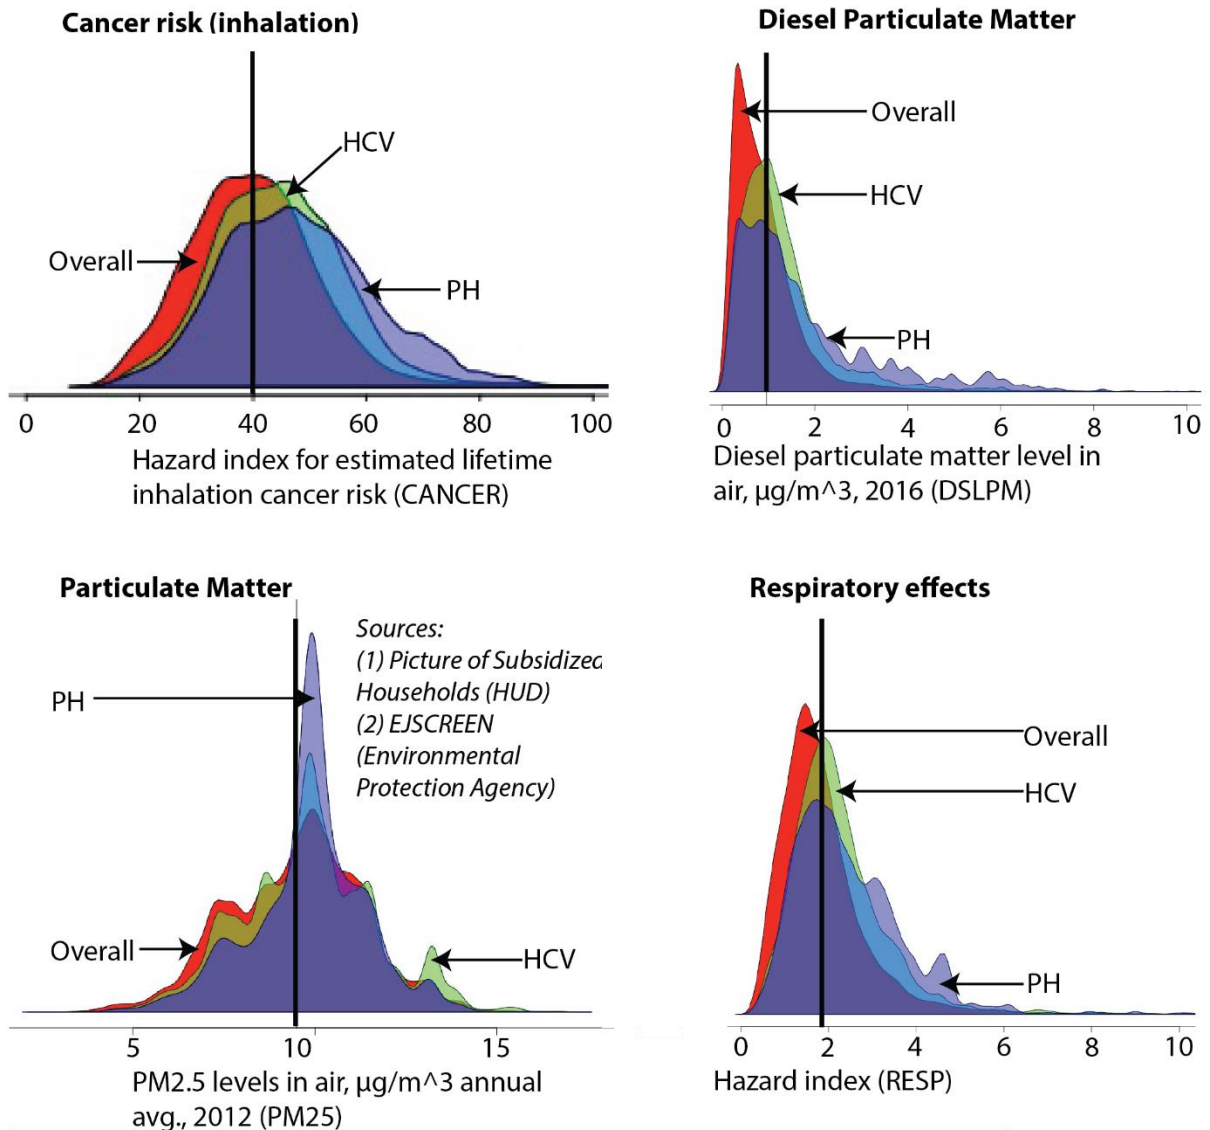 Cancer risk (inhalation)
HCV
Overall
PH
0 20 40 60 80 100
Hazard index for estimated lifetime
inhalation cancer risk (CANCER)
Diesel Particulate Matter
Overall
HCV
PH
0 2 4 6 8 10
Diesel particulate matter level in
air, µg/m^3, 2016 (DSLPM)
Particulate Matter
Sources:
(1) Picture of Subsidized
Households (HUD)
(2) EJSCREEN
(Environmental
Protection Agency)
PH
Overall
HCV
5 10 15
PM2.5 levels in air, µg/m^3 annual
avg., 2012 (PM25)
Respiratory effects
Overall
HCV
PH
0 2 4 6 8 10
Hazard index (RESP)